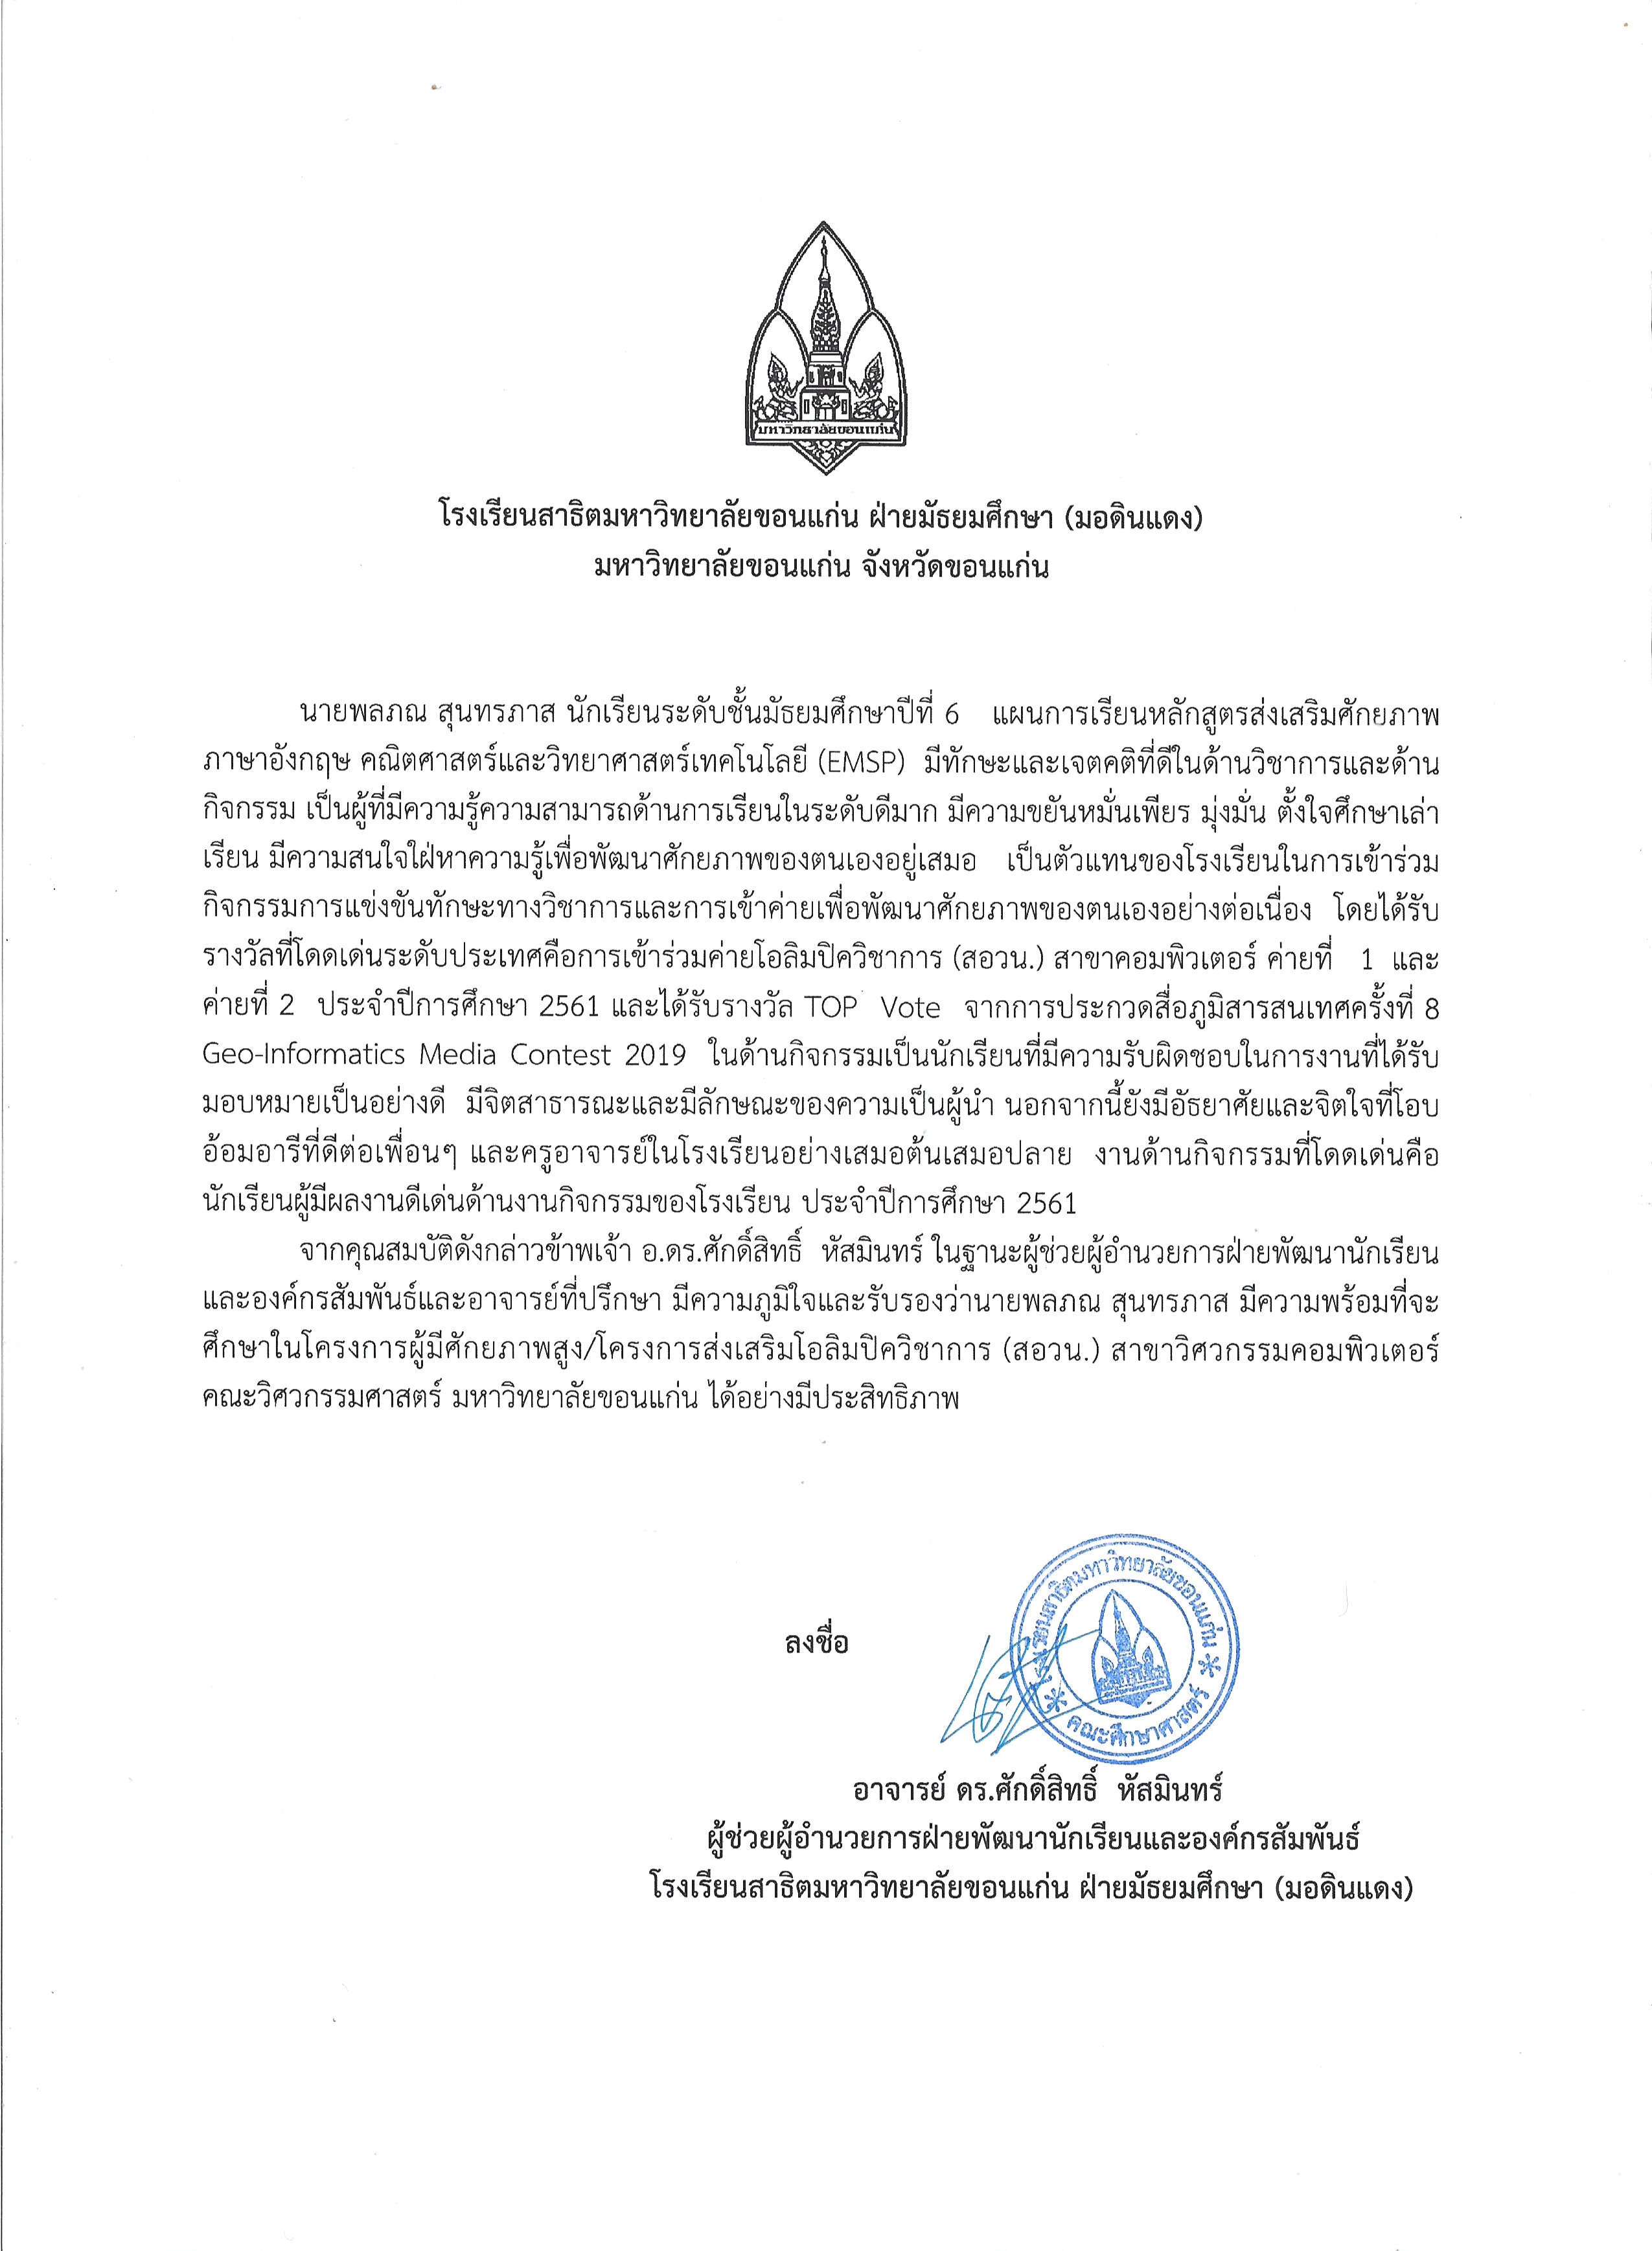 มหาวิทยาลัยขอนแก่น
โรงเรียนสาธิตมหาวิทยาลัยขอนแก่น ฝ่ายมัธยมศึกษา (มอดินแดง)
มหาวิทยาลัยขอนแก่น จังหวัดขอนแก่น
นายพลภณ สุนทรภาส นักเรียนระดับชั้นมัธยมศึกษาปีที่ 6 แผนการเรียนหลักสูตรส่งเสริมศักยภาพ
ภาษาอังกฤษ คณิตศาสตร์และวิทยาศาสตร์เทคโนโลยี (EMSP) มีทักษะและเจตคติที่ดีในด้านวิชาการและด้าน
กิจกรรม เป็นผู้ที่มีความรู้ความสามารถด้านการเรียนในระดับดีมาก มีความขยันหมั่นเพียร มุ่งมั่น ตั้งใจศึกษาเล่า
เรียน มีความสนใจใฝ่หาความรู้เพื่อพัฒนาศักยภาพของตนเองอยู่เสมอ เป็นตัวแทนของโรงเรียนในการเข้าร่วม
กิจกรรมการแข่งขันทักษะทางวิชาการและการเข้าค่ายเพื่อพัฒนาศักยภาพของตนเองอย่างต่อเนื่อง โดยได้รับ
รางวัลที่โดดเด่นระดับประเทศคือการเข้าร่วมค่ายโอลิมปิควิชาการ (สอวน.) สาขาคอมพิวเตอร์ ค่ายที่ 1 และ
ค่ายที่ 2 ประจำปีการศึกษา 2561 และได้รับรางวัล TOP Vote จากการประกวดสื่อภูมิสารสนเทศครั้งที่ 8
Geo-Informatics Media Contest 2019 ในด้านกิจกรรมเป็นนักเรียนที่มีความรับผิดชอบในการงานที่ได้รับ
มอบหมายเป็นอย่างดี มีจิตสาธารณะและมีลักษณะของความเป็นผู้นำ นอกจากนี้ยังมีอัธยาศัยและจิตใจที่โอบ
อ้อมอารีที่ดีต่อเพื่อนๆ และครูอาจารย์ในโรงเรียนอย่างเสมอต้นเสมอปลาย งานด้านกิจกรรมที่โดดเด่นคือ
นักเรียนผู้มีผลงานดีเด่นด้านงานกิจกรรมของโรงเรียน ประจำปีการศึกษา 2561
จากคุณสมบัติดังกล่าวข้าพเจ้า อ.ดร.ศักดิ์สิทธิ์ หัสมินทร์ ในฐานะผู้ช่วยผู้อำนวยการฝ่ายพัฒนานักเรียน
และองค์กรสัมพันธ์และอาจารย์ที่ปรึกษา มีความภูมิใจและรับรองว่านายพลภณ สุนทรภาส มีความพร้อมที่จะ
ศึกษาในโครงการผู้มีศักยภาพสูง/โครงการส่งเสริมโอลิมปิควิชาการ (สอวน.) สาขาวิศวกรรมคอมพิวเตอร์
คณะวิศวกรรมศาสตร์ มหาวิทยาลัยขอนแก่น ได้อย่างมีประสิทธิภาพ
โรงเรียนสาธิตมหาวิทยาลัยขอนแก่น
คณะศึกษาศาสตร์
ลงชื่อ
อาจารย์ ดร.ศักดิ์สิทธิ์ หัสมินทร์
ผู้ช่วยผู้อำนวยการฝ่ายพัฒนานักเรียนและองค์กรสัมพันธ์
โรงเรียนสาธิตมหาวิทยาลัยขอนแก่น ฝ่ายมัธยมศึกษา (มอดินแดง)